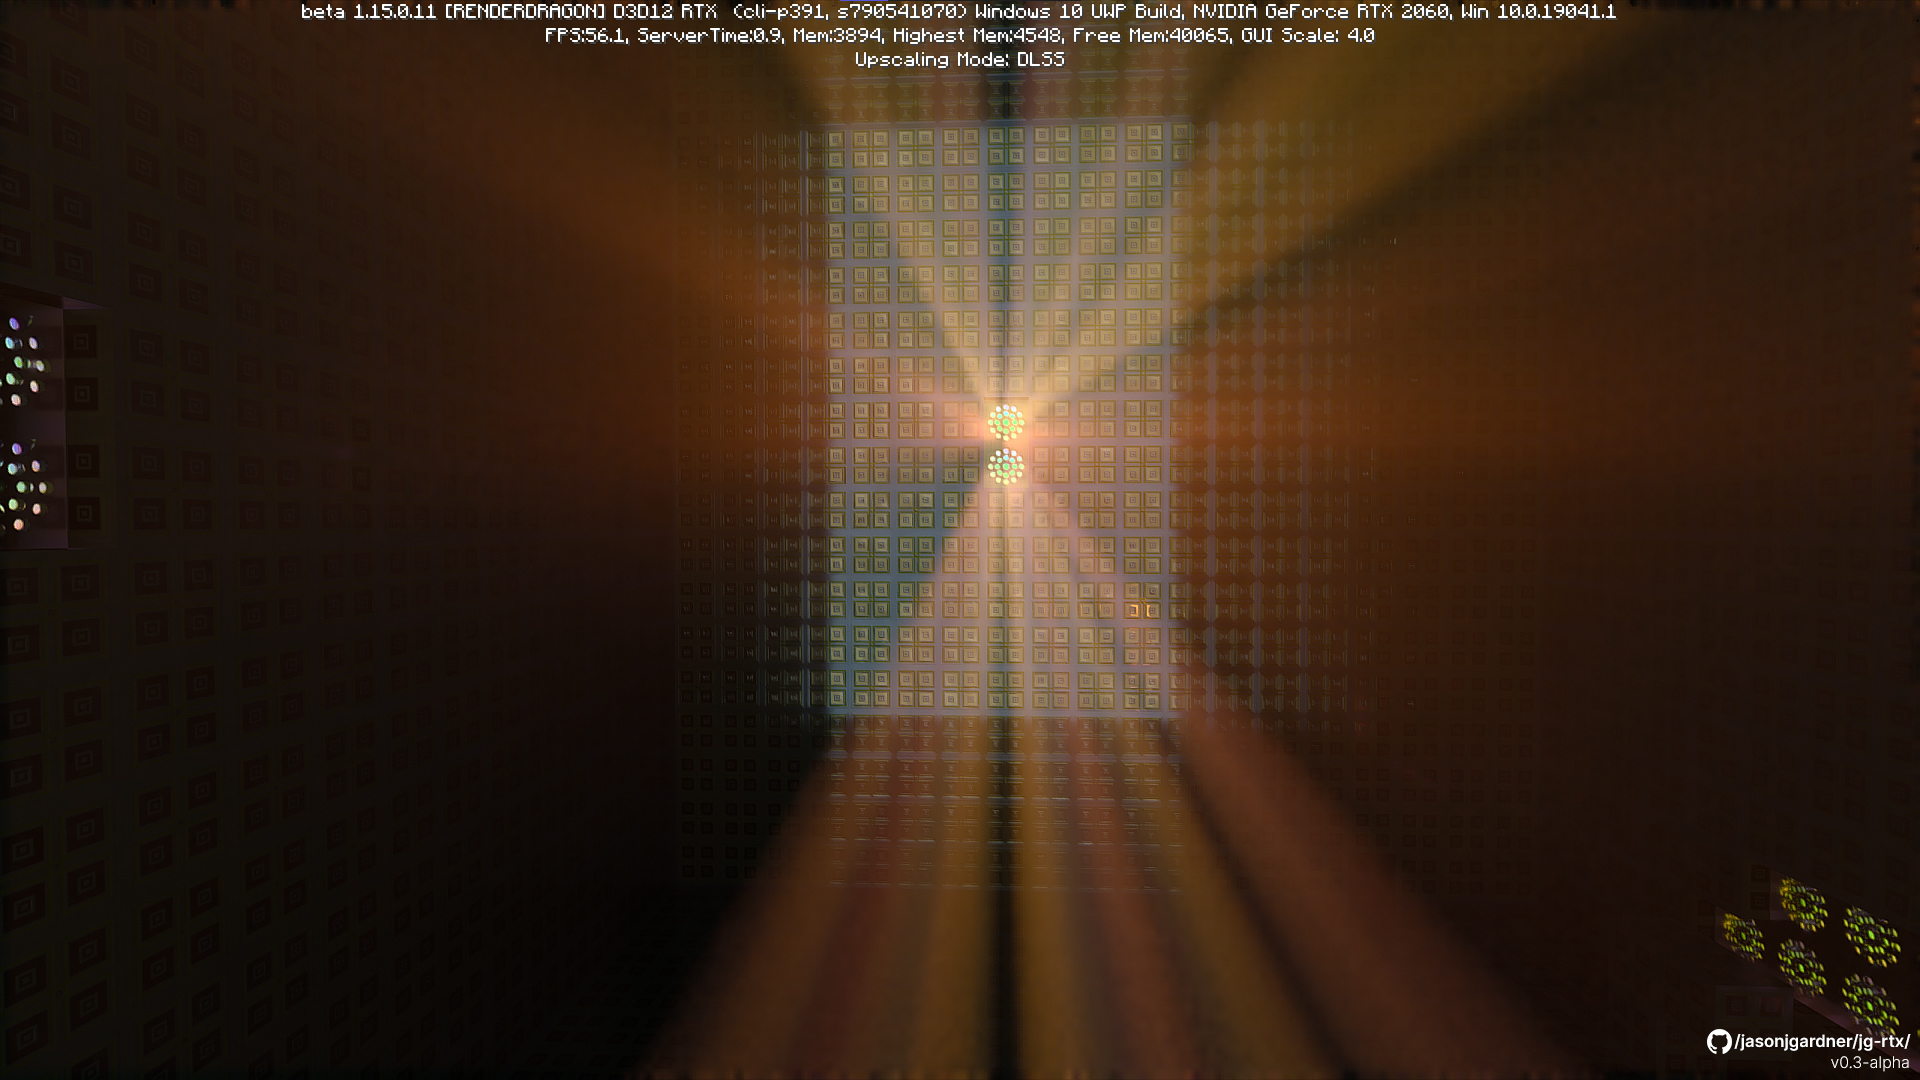 beta 1.15.0.11 [RENDERDRAGON] D3D12 RTX  (cli-p391, s790541070) Windows 10 UWP Build, NVIDIA GeForce RTX 2060, Win 10.0.19041.1
FPS:56.1, ServerTime:0.9, Mem:3894, Highest Mem:4548, Free Mem:40065, GUI Scale: 4.0
Upscaling Mode: DLSS
/jasonjgardner/jg-rtx/
v0.3-alpha